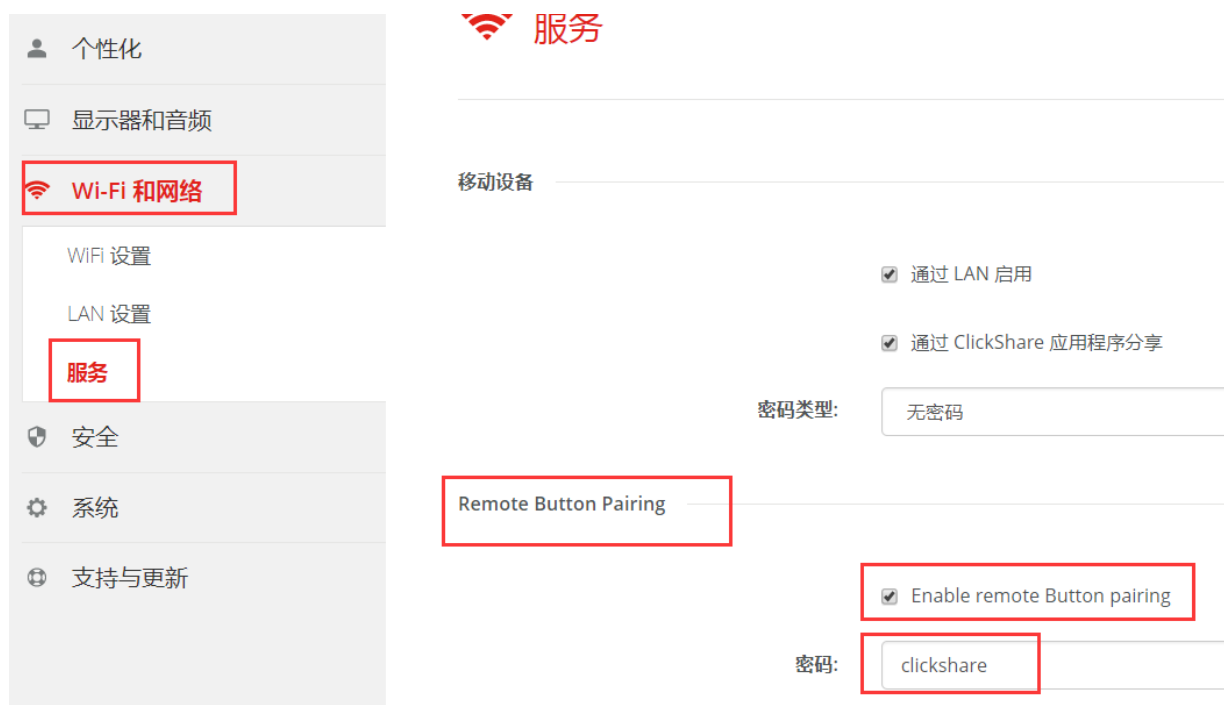 个性化
显示器和音频
Wi-Fi 和网络
WiFi 设置
LAN 设置
服务
安全
系统
支持与更新
服务
移动设备
通过 LAN 启用
通过 ClickShare 应用程序分享
密码类型: 无密码
Remote Button Pairing
Enable remote Button pairing
密码: clickshare